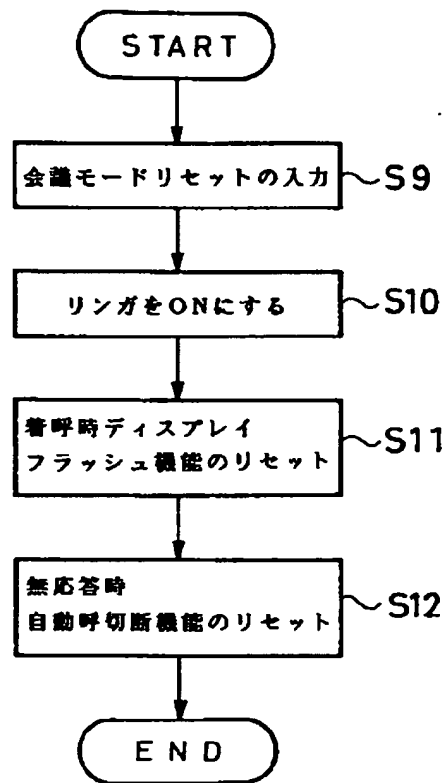 START
会議モードリセットの入力
S9
リンガをONにする
S10
着呼時ディスプレイ
フラッシュ機能のリセット
S11
無応答時
自動呼切断機能のリセット
S12
END